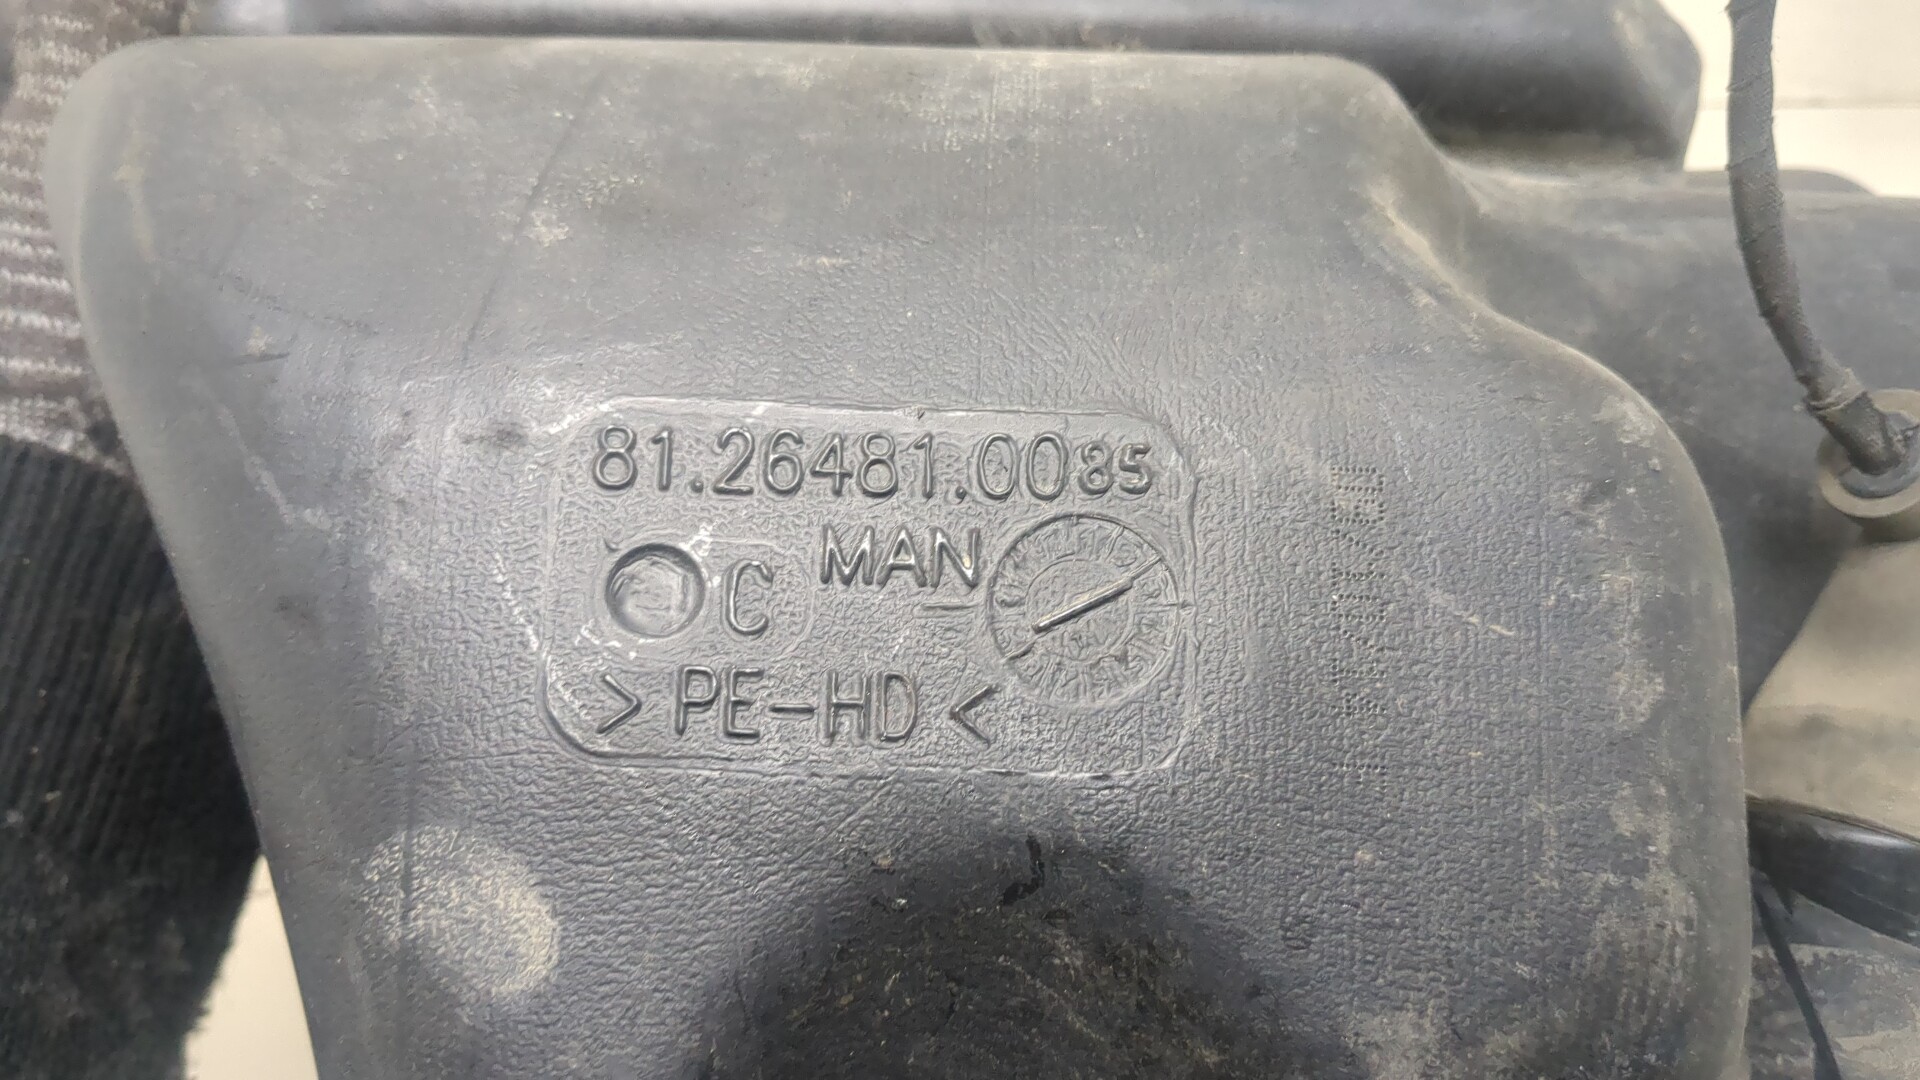 81.26481.0085
C MAN
> PE-HD <